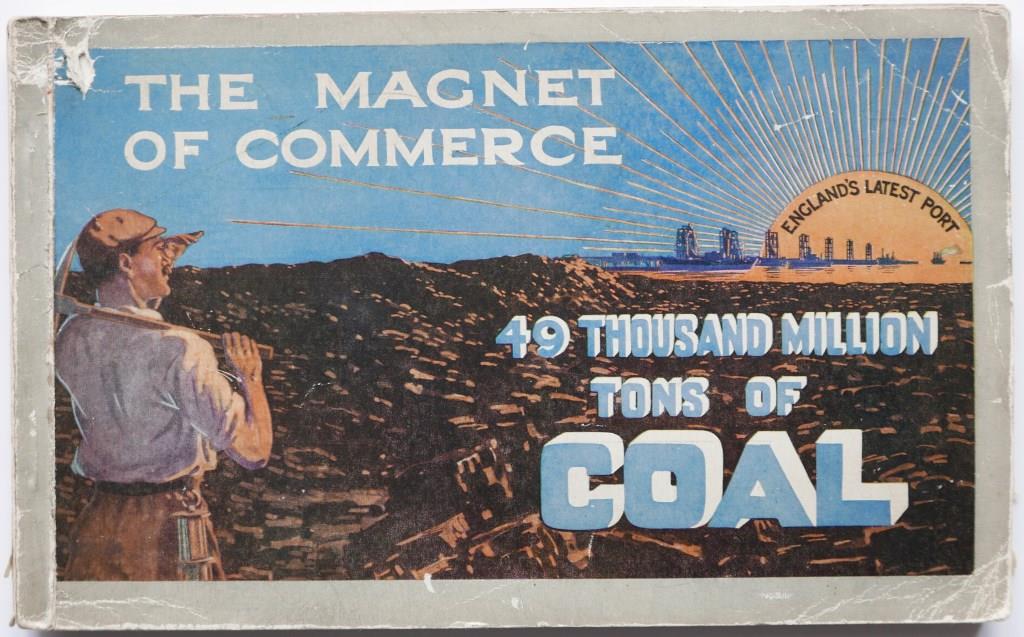 THE MAGNET
OF COMMERCE
ENGLAND'S LATEST PORT
49 THOUSAND MILLION
TONS OF
COAL